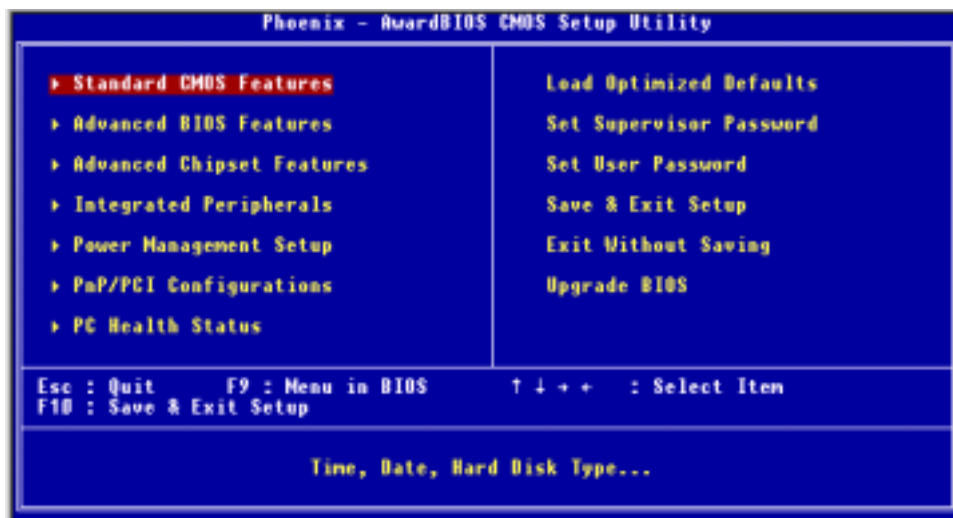 Phoenix - AwardBIOS CMOS Setup Utility
▸ Standard CMOS Features
▸ Advanced BIOS Features
▸ Advanced Chipset Features
▸ Integrated Peripherals
▸ Power Management Setup
▸ PnP/PCI Configurations
▸ PC Health Status
Load Optimized Defaults
Set Supervisor Password
Set User Password
Save & Exit Setup
Exit Without Saving
Upgrade BIOS
Esc : Quit F9 : Menu in BIOS ↑ ↓ → ← : Select Item
F10 : Save & Exit Setup
Time, Date, Hard Disk Type...